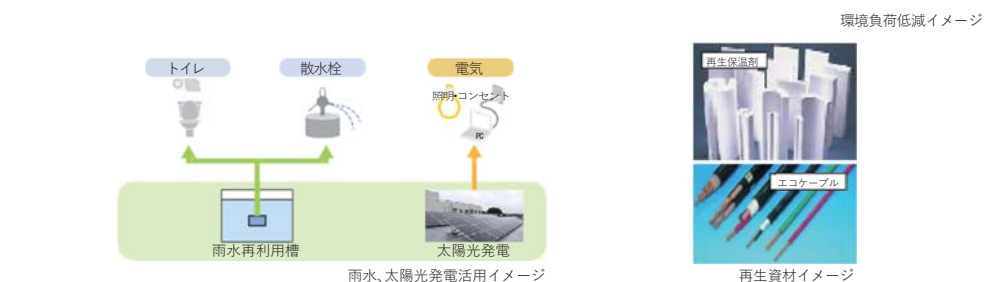 環境負荷低減イメージ
トイレ
散水栓
電気
照明・コンセント
PC
雨水再利用槽
太陽光発電
雨水、太陽光発電活用イメージ
再生保温剤
エコケーブル
再生資材イメージ